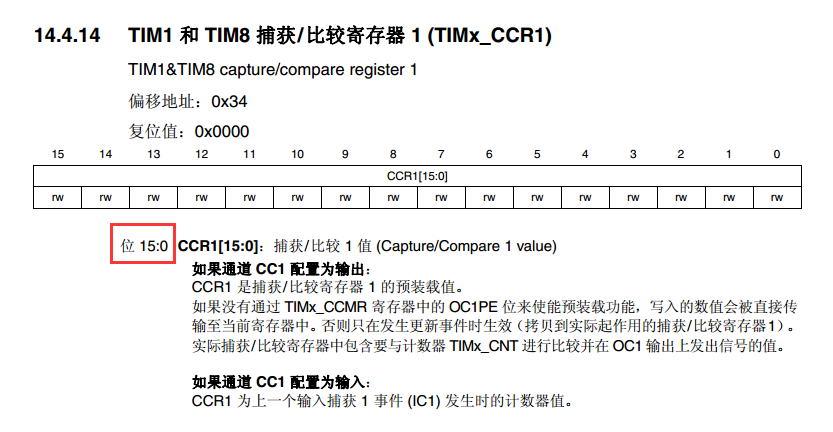 14.4.14 TIM1 和 TIM8 捕获/比较寄存器 1 (TIMx_CCR1)
TIM1&TIM8 capture/compare register 1
偏移地址：0x34
复位值：0x0000
15 14 13 12 11 10 9 8 7 6 5 4 3 2 1 0
CCR1[15:0]
rw rw rw rw rw rw rw rw rw rw rw rw rw rw rw rw
位 15:0 CCR1[15:0]：捕获/比较 1 值 (Capture/Compare 1 value)
如果通道 CC1 配置为输出：
CCR1 是捕获/比较寄存器 1 的预装载值。
如果没有通过 TIMx_CCMR 寄存器中的 OC1PE 位来使能预装载功能，写入的数值会被直接传
输至当前寄存器中。否则只在发生更新事件时生效（拷贝到实际起作用的捕获/比较寄存器1）。
实际捕获/比较寄存器中包含要与计数器 TIMx_CNT 进行比较并在 OC1 输出上发出信号的值。
如果通道 CC1 配置为输入：
CCR1 为上一个输入捕获 1 事件 (IC1) 发生时的计数器值。